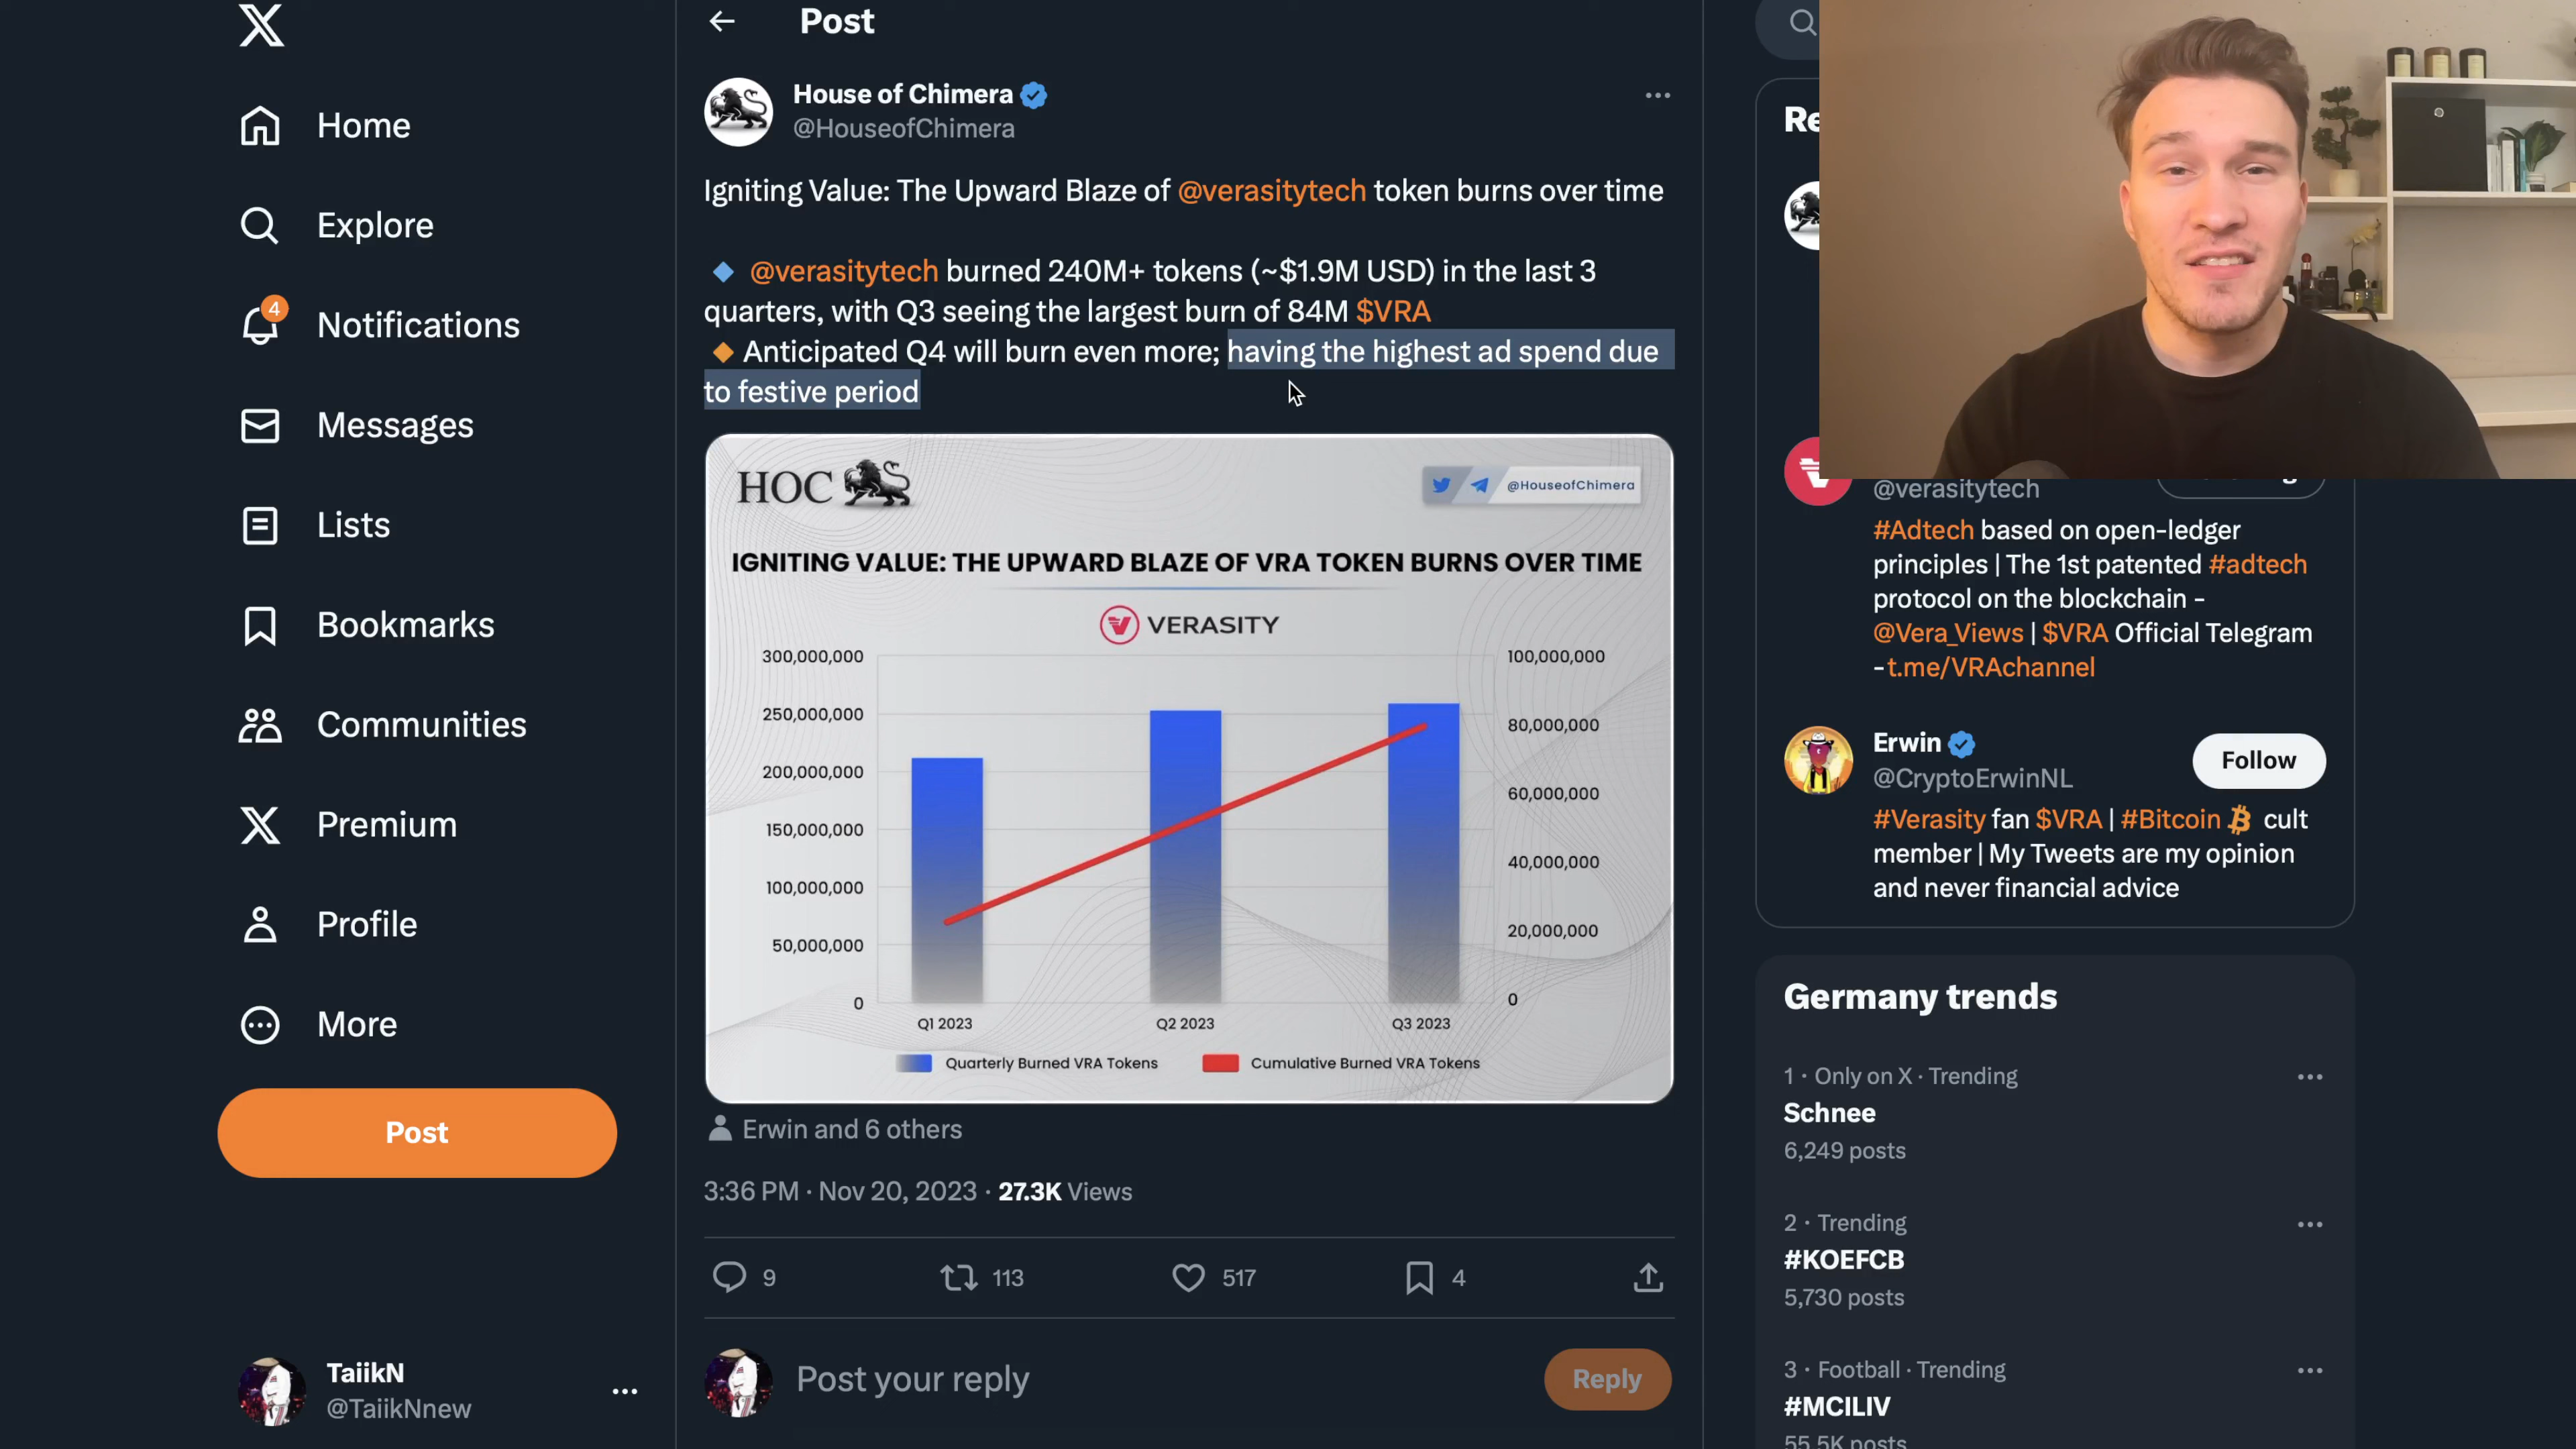 Home
Explore
4
Notifications
Messages
Lists
Bookmarks
Communities
Premium
Profile
More
Post
TaiikN
@TaiikNnew
Post
House of Chimera
@HouseofChimera
Igniting Value: The Upward Blaze of @verasitytech token burns over time
🔹 @verasitytech burned 240M+ tokens (~$1.9M USD) in the last 3
quarters, with Q3 seeing the largest burn of 84M $VRA
🔸 Anticipated Q4 will burn even more; having the highest ad spend due
to festive period
HOC
@HouseofChimera
IGNITING VALUE: THE UPWARD BLAZE OF VRA TOKEN BURNS OVER TIME
VERASITY
300,000,000
250,000,000
200,000,000
150,000,000
100,000,000
50,000,000
0
100,000,000
80,000,000
60,000,000
40,000,000
20,000,000
0
Q1 2023
Q2 2023
Q3 2023
Quarterly Burned VRA Tokens
Cumulative Burned VRA Tokens
Erwin and 6 others
3:36 PM · Nov 20, 2023 · 27.3K Views
9
113
517
4
Post your reply
Reply
Re
@verasitytech
#Adtech based on open-ledger
principles | The 1st patented #adtech
protocol on the blockchain -
@Vera_Views | $VRA Official Telegram
- t.me/VRAchannel
Erwin
@CryptoErwinNL
Follow
#Verasity fan $VRA | #Bitcoin cult
member | My Tweets are my opinion
and never financial advice
Germany trends
1 · Only on X · Trending
Schnee
6,249 posts
2 · Trending
#KOEFCB
5,730 posts
3 · Football · Trending
#MCILIV
55.5K posts